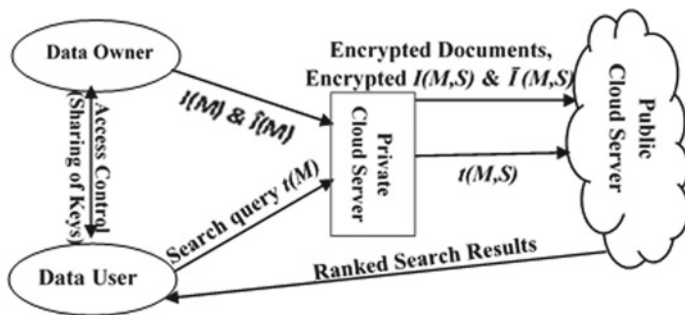 Data Owner
Encrypted Documents,
Encrypted I(M,S) & Ī(M,S)
I(M) & Ī(M)
Access Control
(Sharing of Keys)
Private
Cloud Server
Public
Cloud Server
t(M,S)
Search query t(M)
Data User
Ranked Search Results